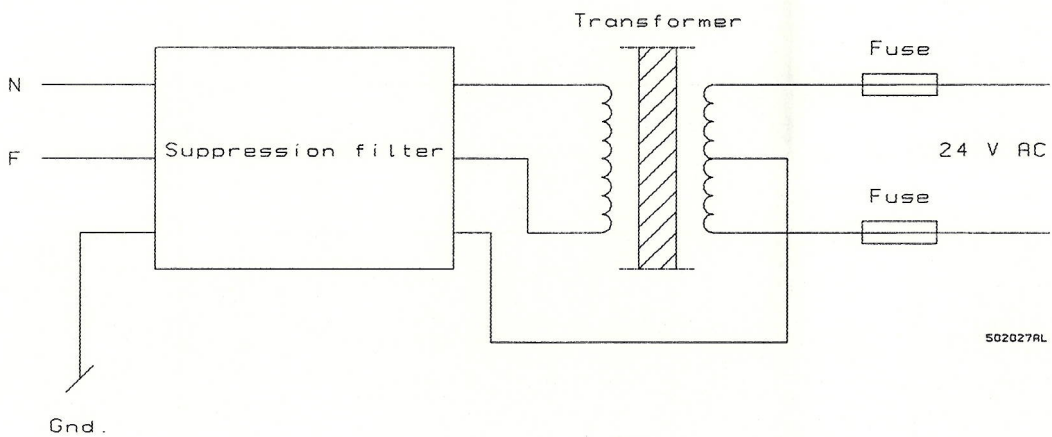 Transformer
Fuse
N
F
Suppression filter
24 V AC
Fuse
502027AL
Gnd.